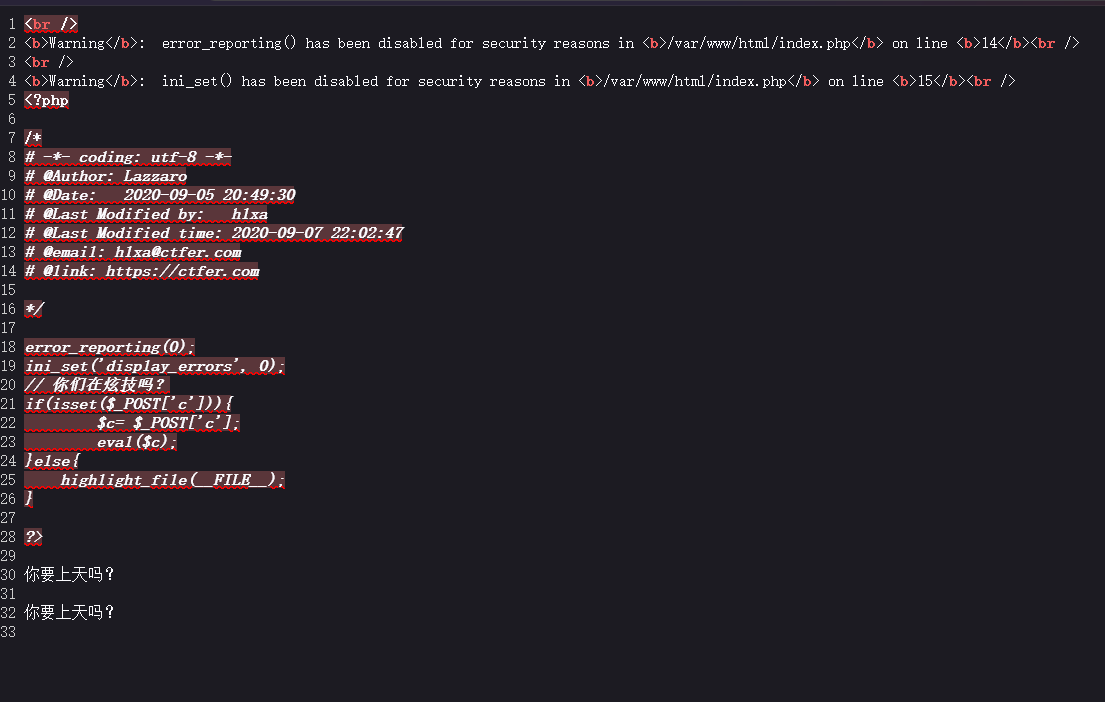 1 <br />
2 <b>Warning</b>:  error_reporting() has been disabled for security reasons in <b>/var/www/html/index.php</b> on line <b>14</b><br />
3 <br />
4 <b>Warning</b>:  ini_set() has been disabled for security reasons in <b>/var/www/html/index.php</b> on line <b>15</b><br />
5 <?php
6
7 /*
8 # -*- coding: utf-8 -*-
9 # @Author: Lazzaro
10 # @Date:   2020-09-05 20:49:30
11 # @Last Modified by:   h1xa
12 # @Last Modified time: 2020-09-07 22:02:47
13 # @email: h1xa@ctfer.com
14 # @link: https://ctfer.com
15
16 */
17
18 error_reporting(0);
19 ini_set('display_errors', 0);
20 // 你们在炫技吗？
21 if(isset($_POST['c'])){
22         $c= $_POST['c'];
23         eval($c);
24 }else{
25     highlight_file(__FILE__);
26 }
27
28 ?>
29
30 你要上天吗？
31
32 你要上天吗？
33